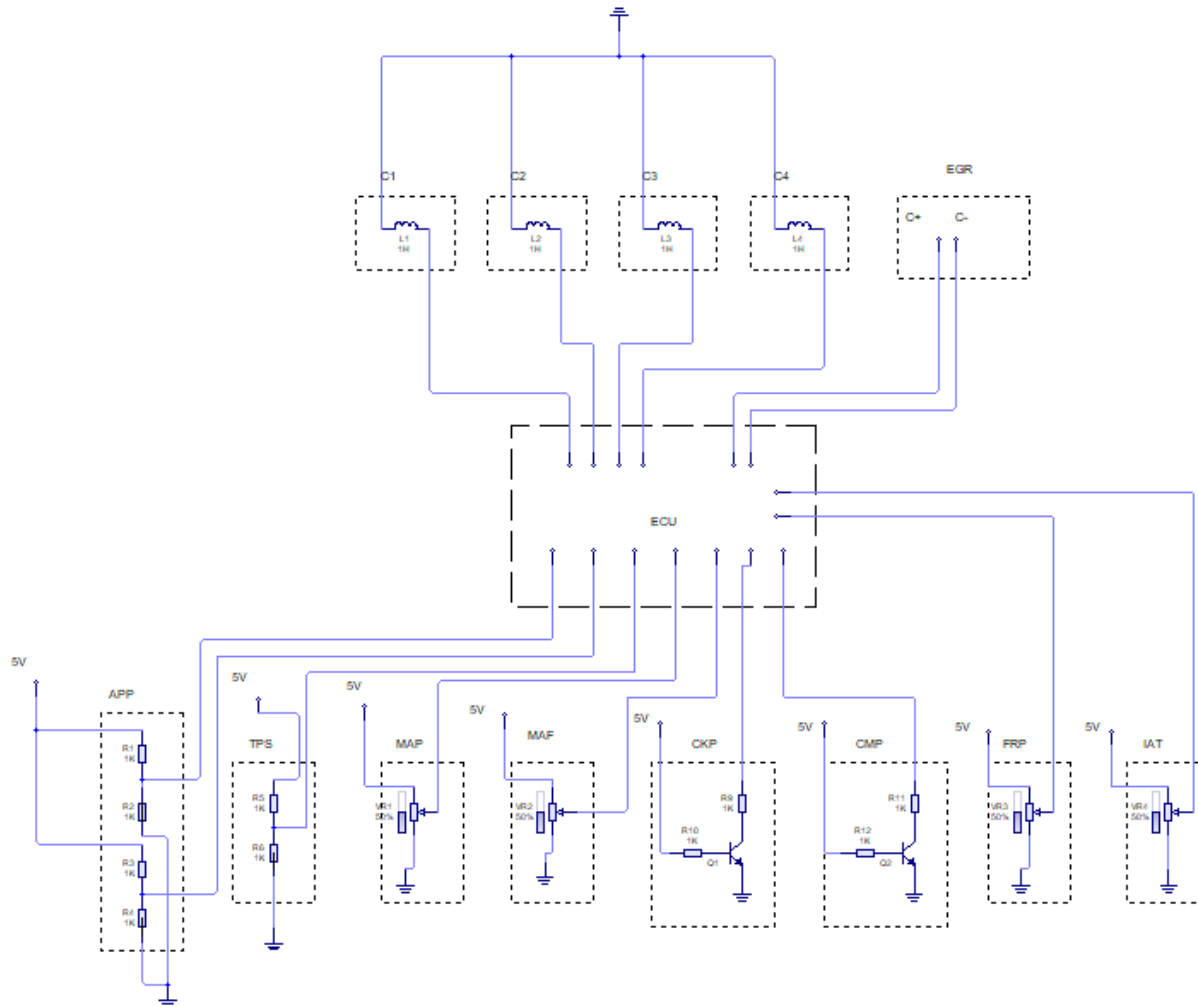 C1
C2
C3
C4
EGR
C+
C-
L1
1H
L2
1H
L3
1H
L4
1H
ECU
5V
APP
R1
1K
R2
1K
R3
1K
R4
1K
5V
TPS
R5
1K
R6
1K
5V
MAP
VR1
50%
5V
MAF
VR2
50%
5V
CKP
R9
1K
R10
1K
Q1
5V
CMP
R11
1K
R12
1K
Q2
5V
FRP
VR3
50%
5V
IAT
VR4
50%